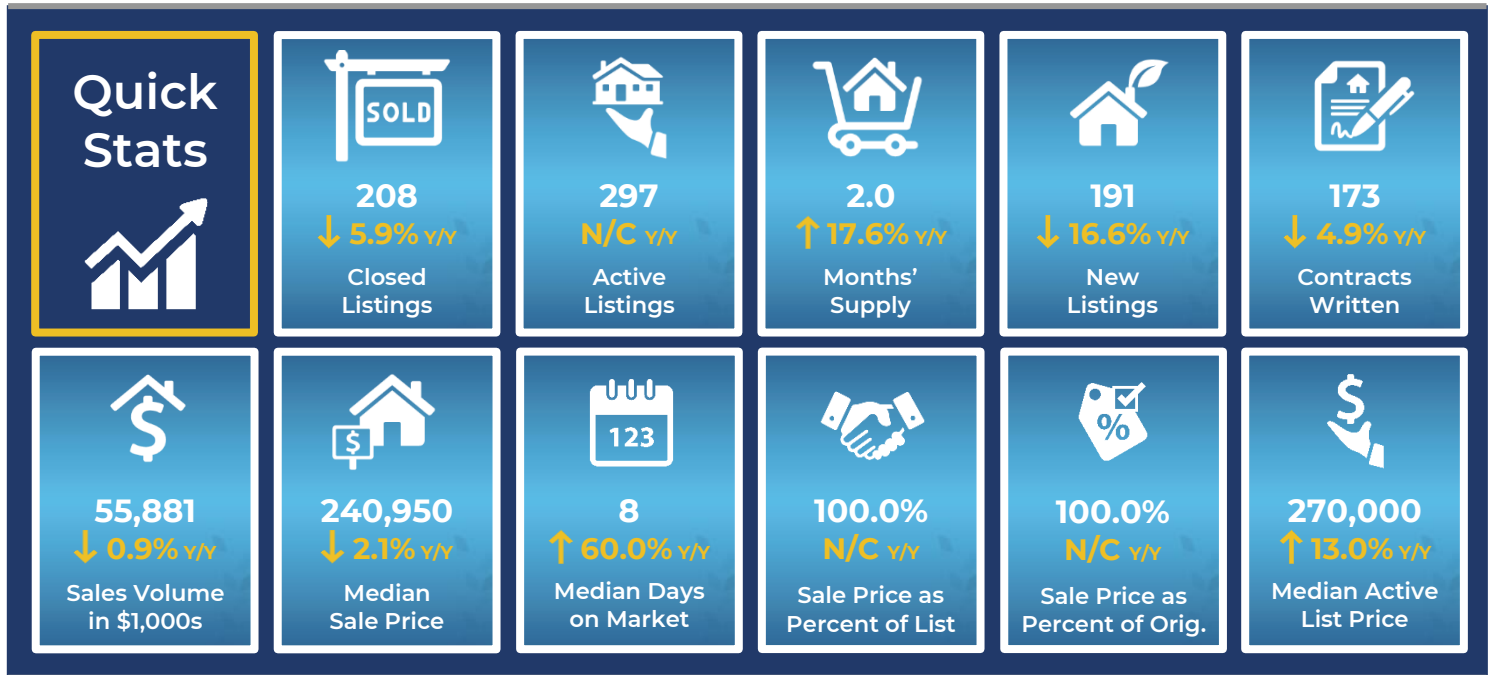 Quick
Stats
SOLD
208
↓ 5.9% Y/Y
Closed
Listings
297
N/C Y/Y
Active
Listings
2.0
↑ 17.6% Y/Y
Months’
Supply
191
↓ 16.6% Y/Y
New
Listings
173
↓ 4.9% Y/Y
Contracts
Written
$
55,881
↓ 0.9% Y/Y
Sales Volume
in $1,000s
$
240,950
↓ 2.1% Y/Y
Median
Sale Price
123
8
↑ 60.0% Y/Y
Median Days
on Market
100.0%
N/C Y/Y
Sale Price as
Percent of List
%
100.0%
N/C Y/Y
Sale Price as
Percent of Orig.
$
270,000
↑ 13.0% Y/Y
Median Active
List Price